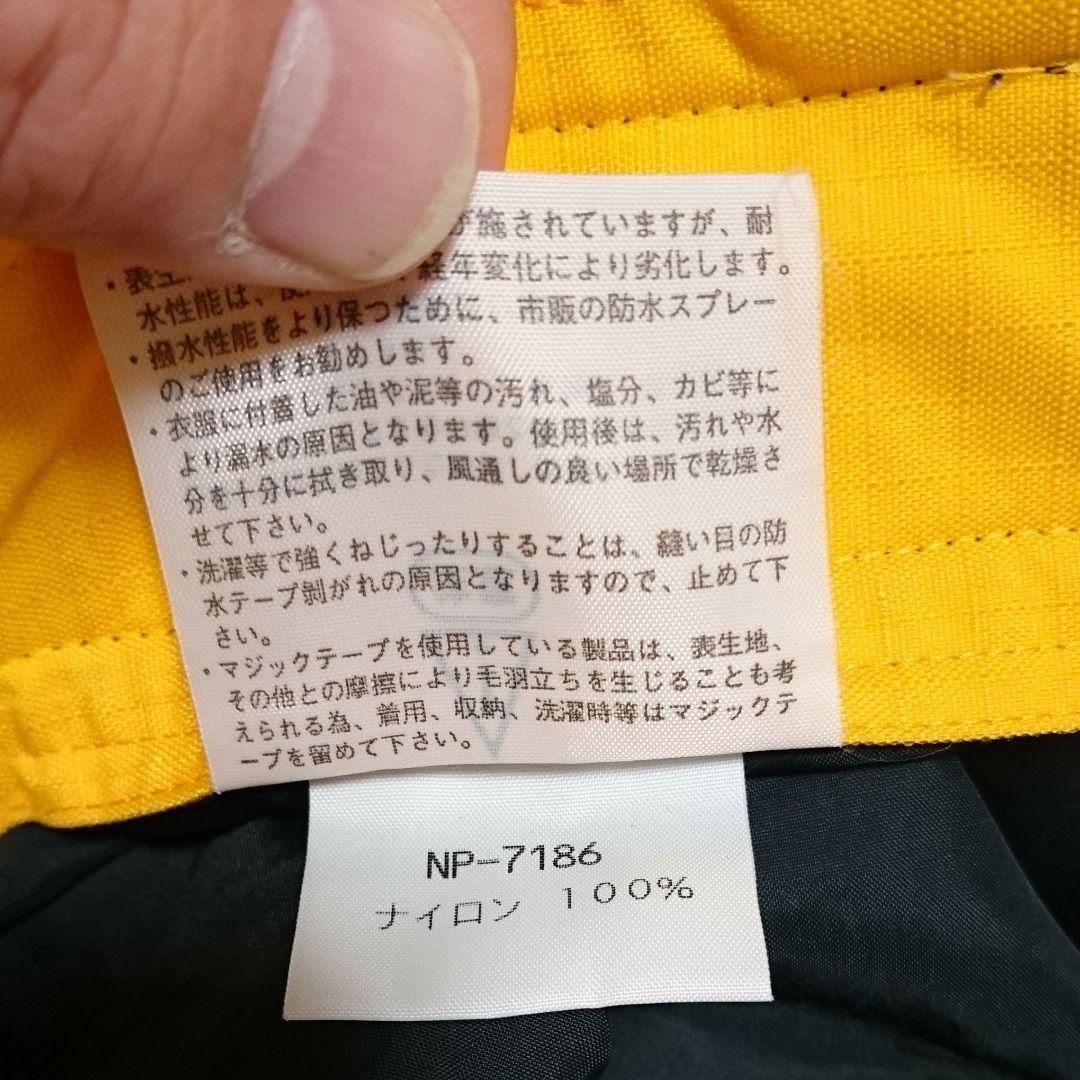 ・表生が施されていますが、耐
水性能は、経年変化により劣化します。
・撥水性能をより保つために、市販の防水スプレー
のご使用をお勧めします。
・衣服に付着した油や泥等の汚れ、塩分、カビ等に
より漏水の原因となります。使用後は、汚れや水
分を十分に拭き取り、風通しの良い場所で乾燥さ
せて下さい。
・洗濯等で強くねじったりすることは、縫い目の防
水テープ剥がれの原因となりますので、止めて下
さい。
・マジックテープを使用している製品は、表生地、
その他との摩擦により毛羽立ちを生じることも考
えられる為、着用、収納、洗濯時等はマジックテ
ープを留めて下さい。
NP-7186
ナイロン 100%